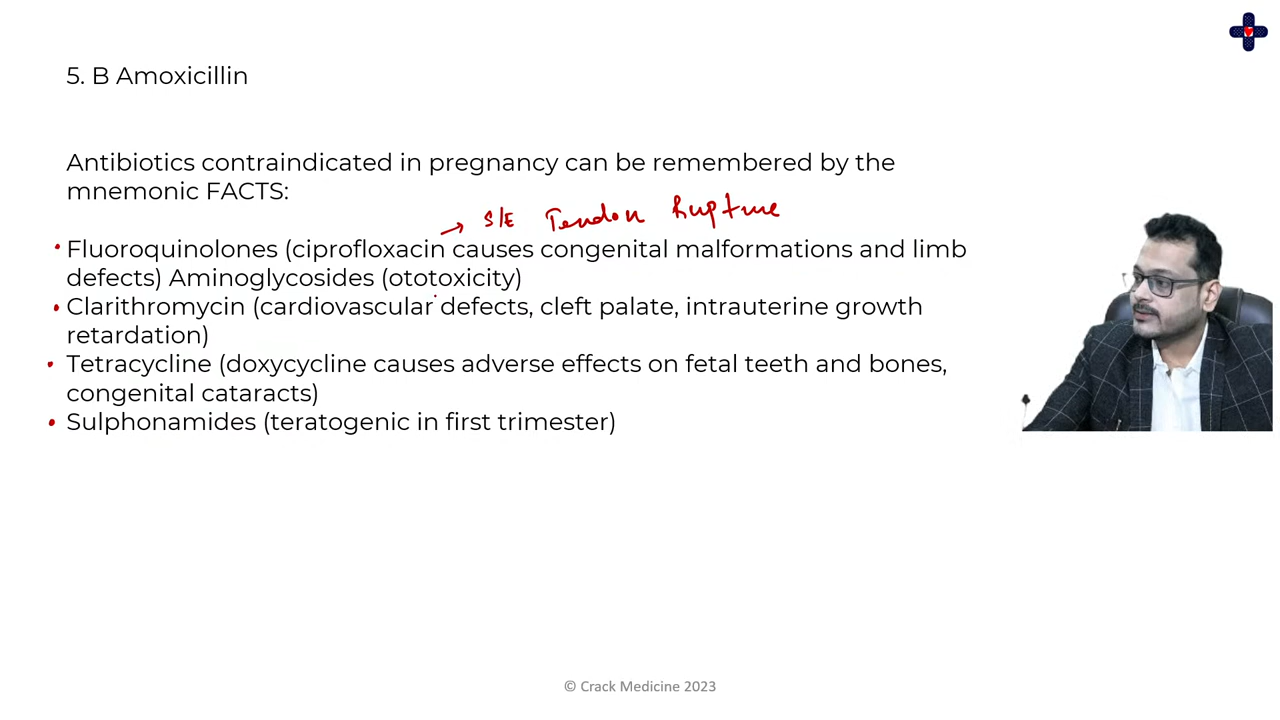 5. B Amoxicillin
Antibiotics contraindicated in pregnancy can be remembered by the
mnemonic FACTS:
→ S/E Tendon Rupture
Fluoroquinolones (ciprofloxacin causes congenital malformations and limb
defects) Aminoglycosides (ototoxicity)
Clarithromycin (cardiovascular defects, cleft palate, intrauterine growth
retardation)
Tetracycline (doxycycline causes adverse effects on fetal teeth and bones,
congenital cataracts)
Sulphonamides (teratogenic in first trimester)
© Crack Medicine 2023